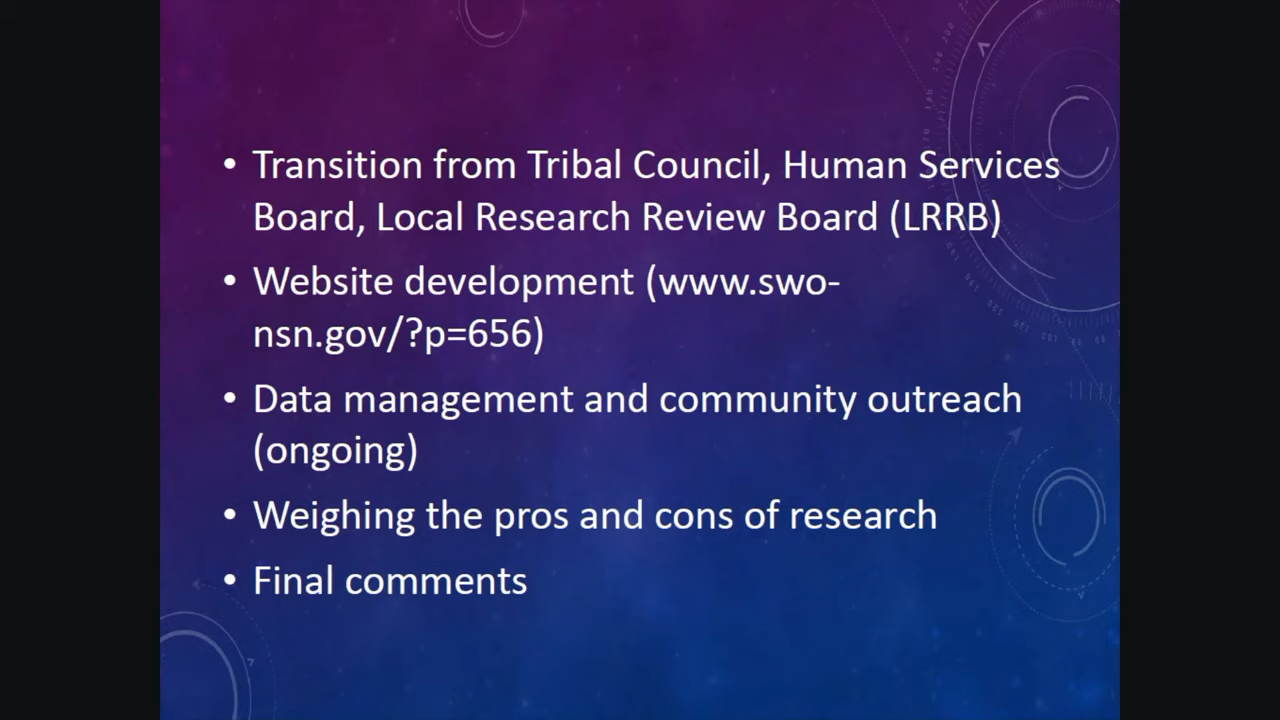 • Transition from Tribal Council, Human Services
Board, Local Research Review Board (LRRB)
• Website development (www.swo-
nsn.gov/?p=656)
• Data management and community outreach
(ongoing)
• Weighing the pros and cons of research
• Final comments